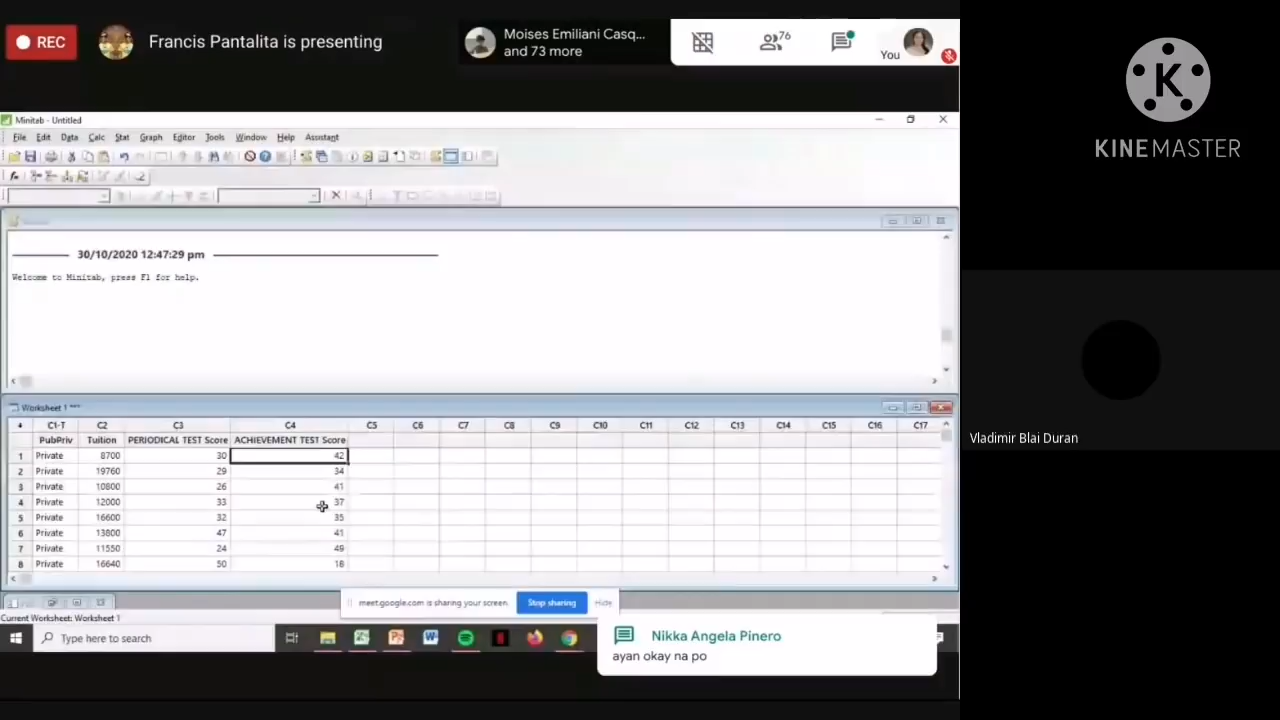 REC
Francis Pantalita is presenting
Moises Emiliani Casq...
and 73 more
76
You
KINEMASTER
Minitab - Untitled
File Edit Data Calc Stat Graph Editor Tools Window Help Assistant
30/10/2020 12:47:29 pm
Welcome to Minitab, press F1 for help.
Worksheet 1 ***
C1-T C2 C3 C4 C5 C6 C7 C8 C9 C10 C11 C12 C13 C14 C15 C16 C17
PubPriv Tuition PERIODICAL TEST Score ACHIEVEMENT TEST Score
1 Private 8700 30 42
2 Private 19760 29 34
3 Private 10800 26 41
4 Private 12000 33 37
5 Private 16600 32 35
6 Private 13800 47 41
7 Private 11550 24 49
8 Private 16640 50 18
Vladimir Blai Duran
meet.google.com is sharing your screen.
Stop sharing
Hide
Current Worksheet: Worksheet 1
Type here to search
Nikka Angela Pinero
ayan okay na po